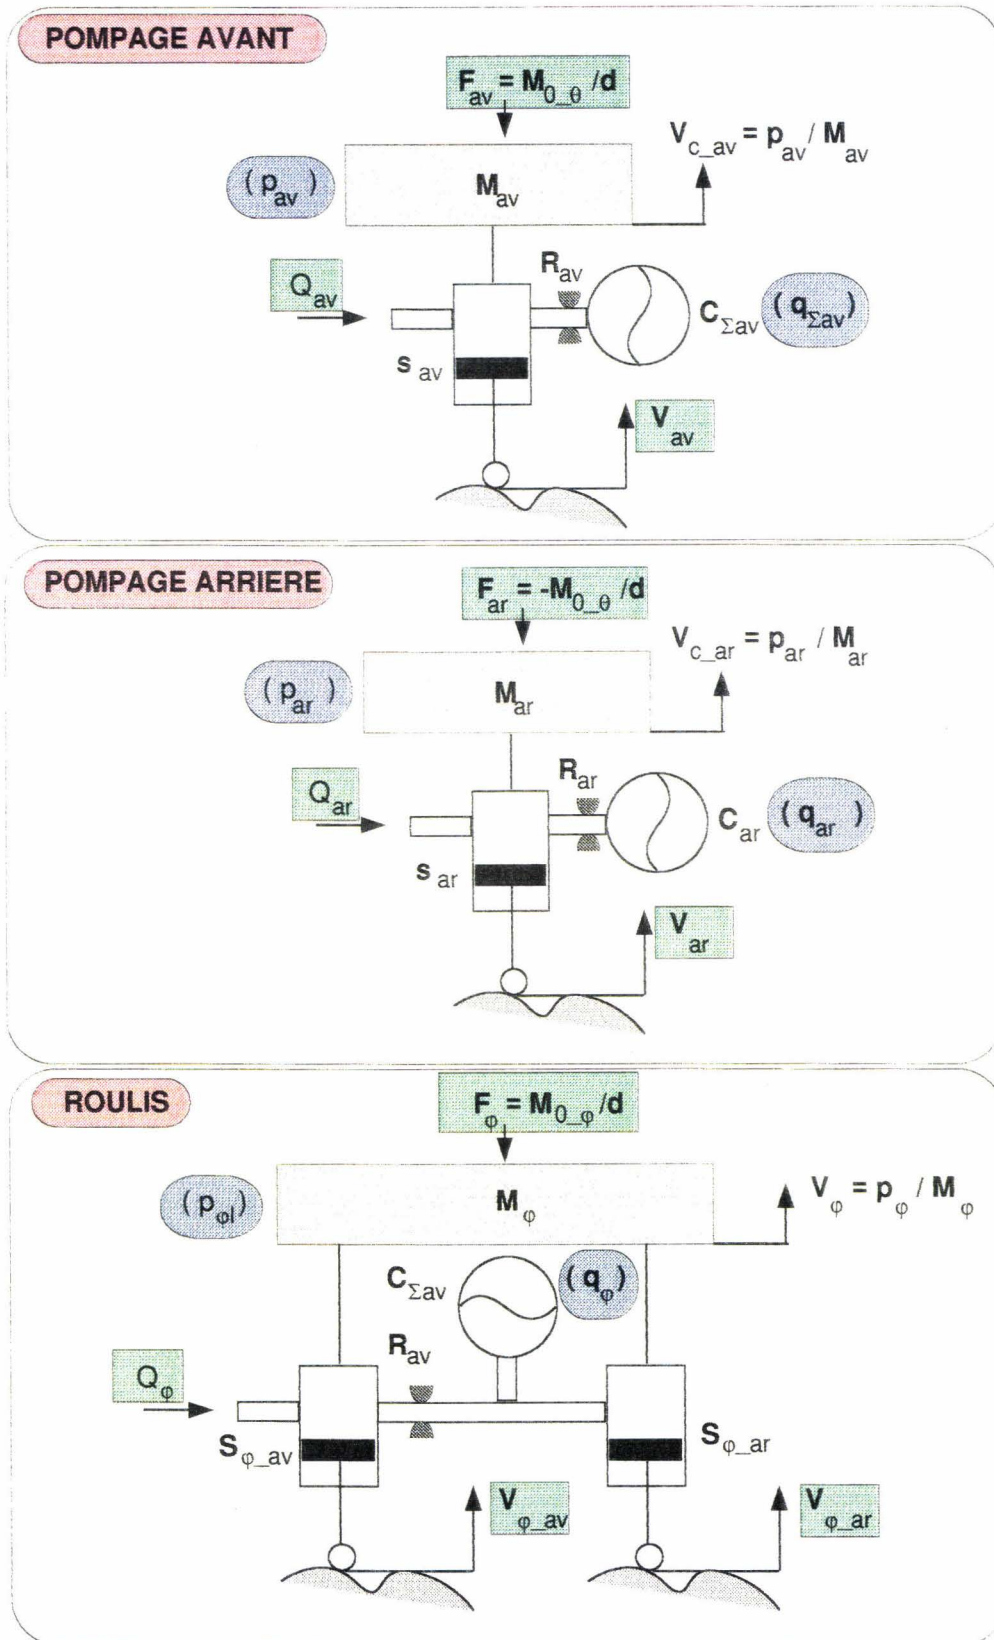 POMPAGE AVANT
F_av = M_0_θ /d
V_c_av = p_av / M_av
(p_av)
M_av
Q_av
R_av
C_Σav (q_Σav)
s_av
V_av
POMPAGE ARRIERE
F_ar = -M_0_θ /d
V_c_ar = p_ar / M_ar
(p_ar)
M_ar
Q_ar
R_ar
C_ar (q_ar)
s_ar
V_ar
ROULIS
F_φ = M_0_φ /d
(p_φl)
M_φ
V_φ = p_φ / M_φ
C_Σav (q_φ)
R_av
Q_φ
S_φ_av
S_φ_ar
V_φ_av
V_φ_ar